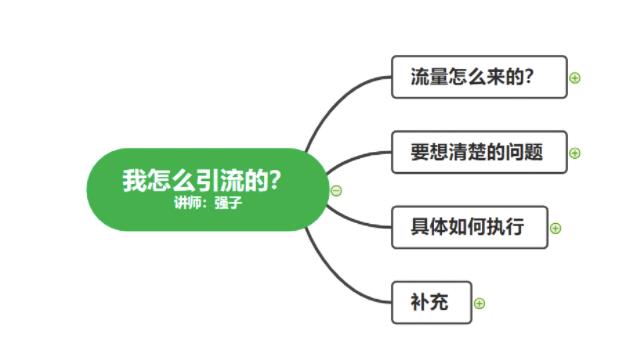 我怎么引流的？
讲师：强子
流量怎么来的？
要想清楚的问题
具体如何执行
补充